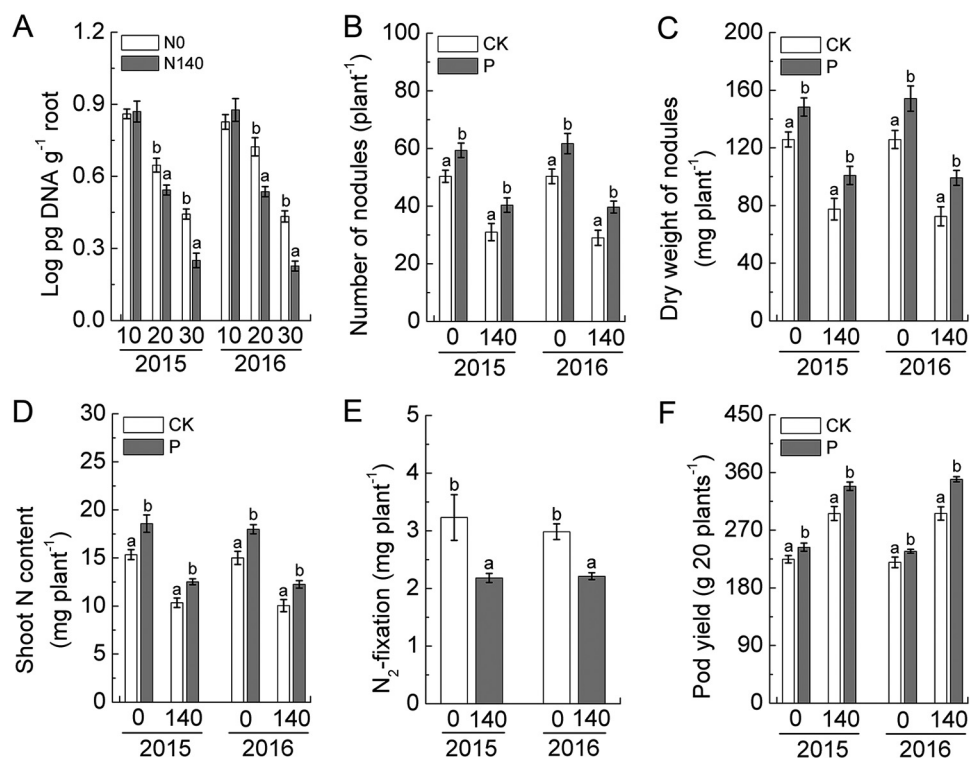 A
Log pg DNA g⁻¹ root
1.2
0.9
0.6
0.3
0.0
N0
N140
b
a
b
a
b
a
b
a
10 20 30 10 20 30
2015 2016
B
Number of nodules (plant⁻¹)
100
80
60
40
20
0
CK
P
a
b
a
b
a
b
a
b
0 140 0 140
2015 2016
C
Dry weight of nodules
(mg plant⁻¹)
200
160
120
80
40
0
CK
P
a
b
a
b
a
b
a
b
0 140 0 140
2015 2016
D
Shoot N content
(mg plant⁻¹)
30
25
20
15
10
5
0
CK
P
a
b
a
b
a
b
a
b
0 140 0 140
2015 2016
E
N₂-fixation (mg plant⁻¹)
5
4
3
2
1
0
b
a
b
a
0 140 0 140
2015 2016
F
Pod yield (g 20 plants⁻¹)
450
360
270
180
90
0
CK
P
a
b
a
b
a
b
a
b
0 140 0 140
2015 2016